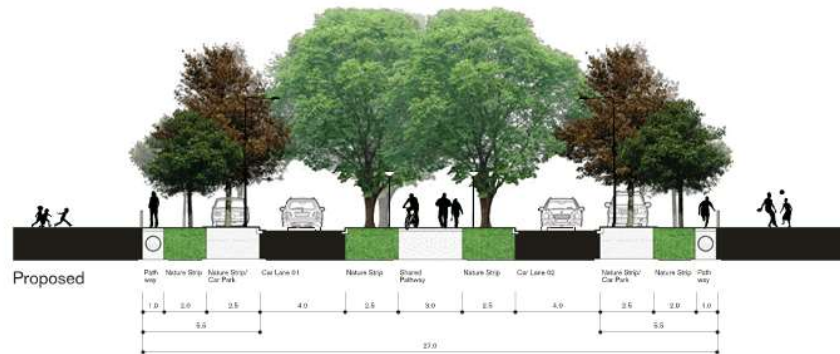 Proposed
Path way
Nature Strip
Nature Strip/ Car Park
Car Lane 01
Nature Strip
Shared Pathway
Nature Strip
Car Lane 02
Nature Strip/ Car Park
Nature Strip
Path way
1.0 2.0 2.5 4.0 2.5 3.0 2.5 4.0 2.5 2.0 1.0
5.5 5.5
27.0